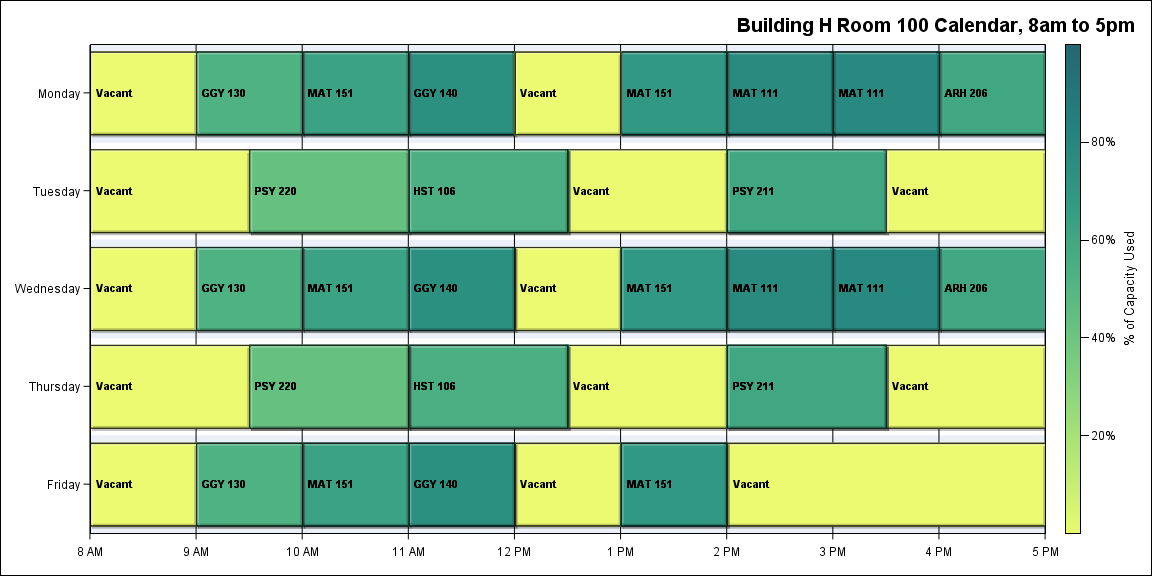 Building H Room 100 Calendar, 8am to 5pm
Monday
Vacant GGY 130 MAT 151 GGY 140 Vacant MAT 151 MAT 111 MAT 111 ARH 206
Tuesday
Vacant PSY 220 HST 106 Vacant PSY 211 Vacant
Wednesday
Vacant GGY 130 MAT 151 GGY 140 Vacant MAT 151 MAT 111 MAT 111 ARH 206
Thursday
Vacant PSY 220 HST 106 Vacant PSY 211 Vacant
Friday
Vacant GGY 130 MAT 151 GGY 140 Vacant MAT 151 Vacant
8 AM 9 AM 10 AM 11 AM 12 PM 1 PM 2 PM 3 PM 4 PM 5 PM
80%
60%
40%
20%
% of Capacity Used